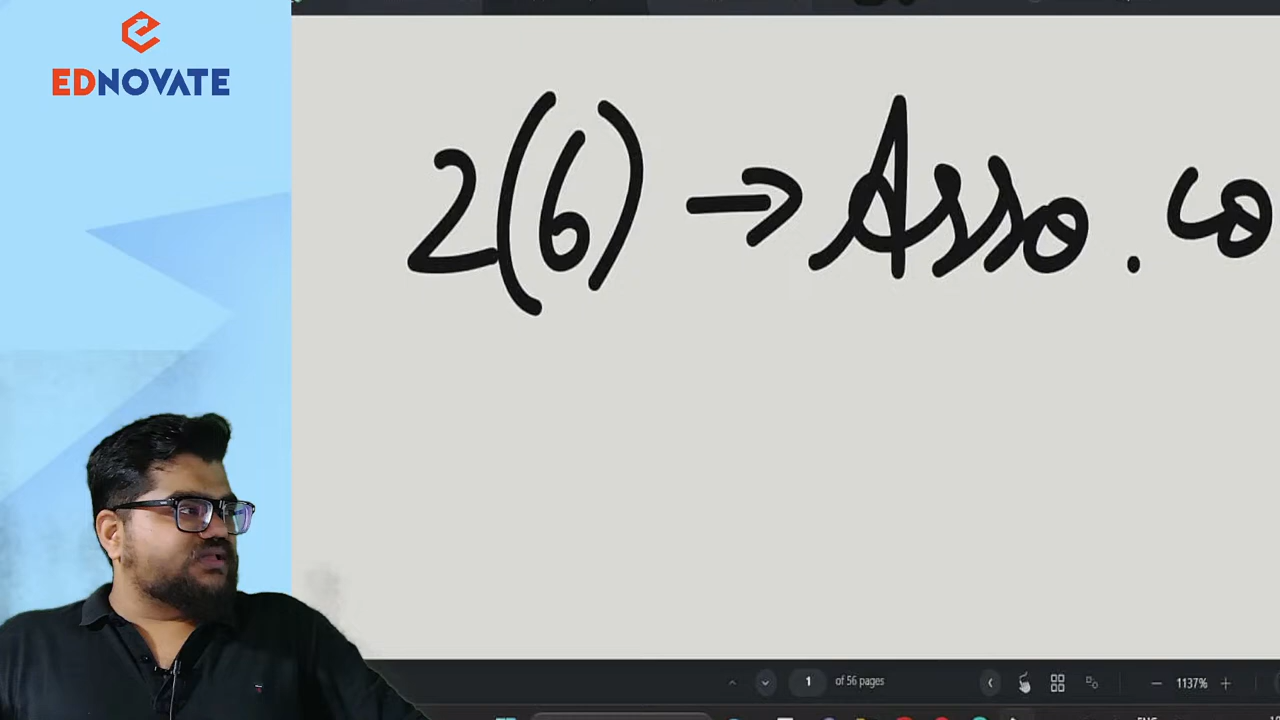 EDNOVATE
2(6) → Asso. co
1
of 56 pages
1137%